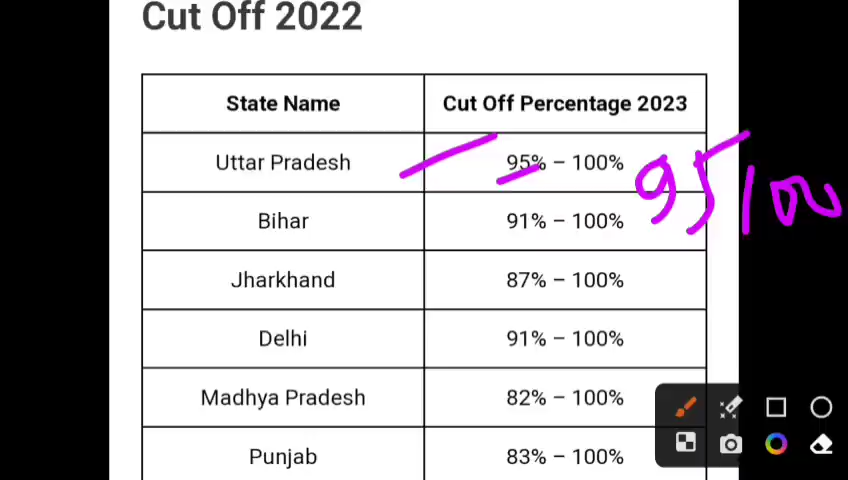 Cut Off 2022
State Name Cut Off Percentage 2023
Uttar Pradesh 95% – 100%
95 100
Bihar 91% – 100%
Jharkhand 87% – 100%
Delhi 91% – 100%
Madhya Pradesh 82% – 100%
Punjab 83% – 100%